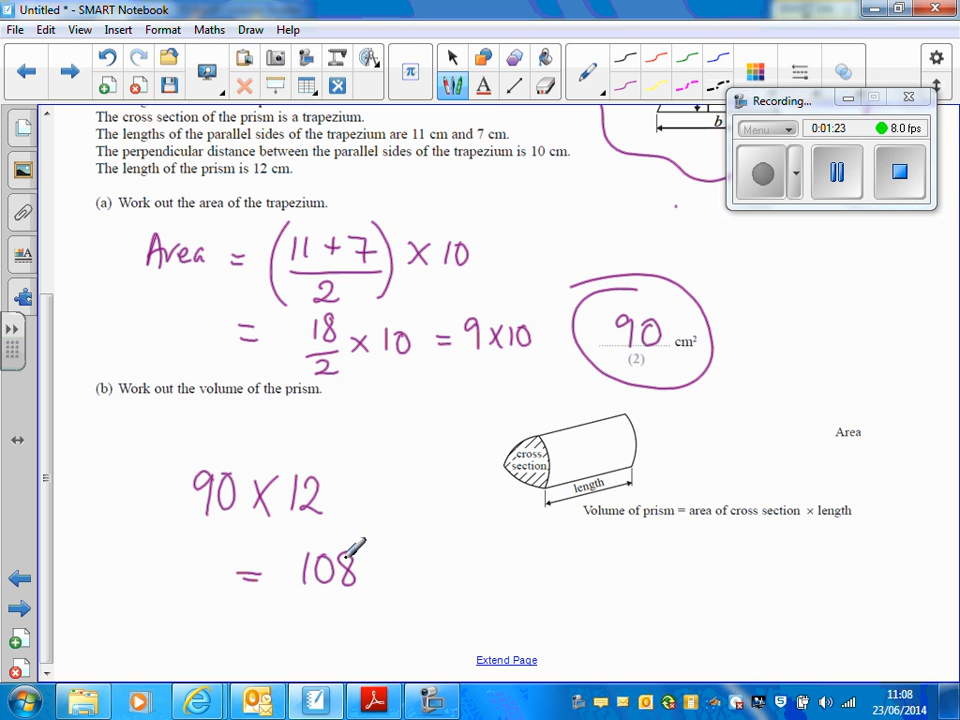 Untitled * - SMART Notebook
File Edit View Insert Format Maths Draw Help
π
A
Recording...
Menu 0:01:23 8.0 fps
The cross section of the prism is a trapezium.
The lengths of the parallel sides of the trapezium are 11 cm and 7 cm.
The perpendicular distance between the parallel sides of the trapezium is 10 cm.
The length of the prism is 12 cm.
b
(a) Work out the area of the trapezium.
Area = (11 + 7 / 2) × 10
= 18/2 × 10 = 9 × 10
90 cm²
(2)
(b) Work out the volume of the prism.
Area
cross
section
length
Volume of prism = area of cross section × length
90 × 12
= 108
Extend Page
11:08
23/06/2014